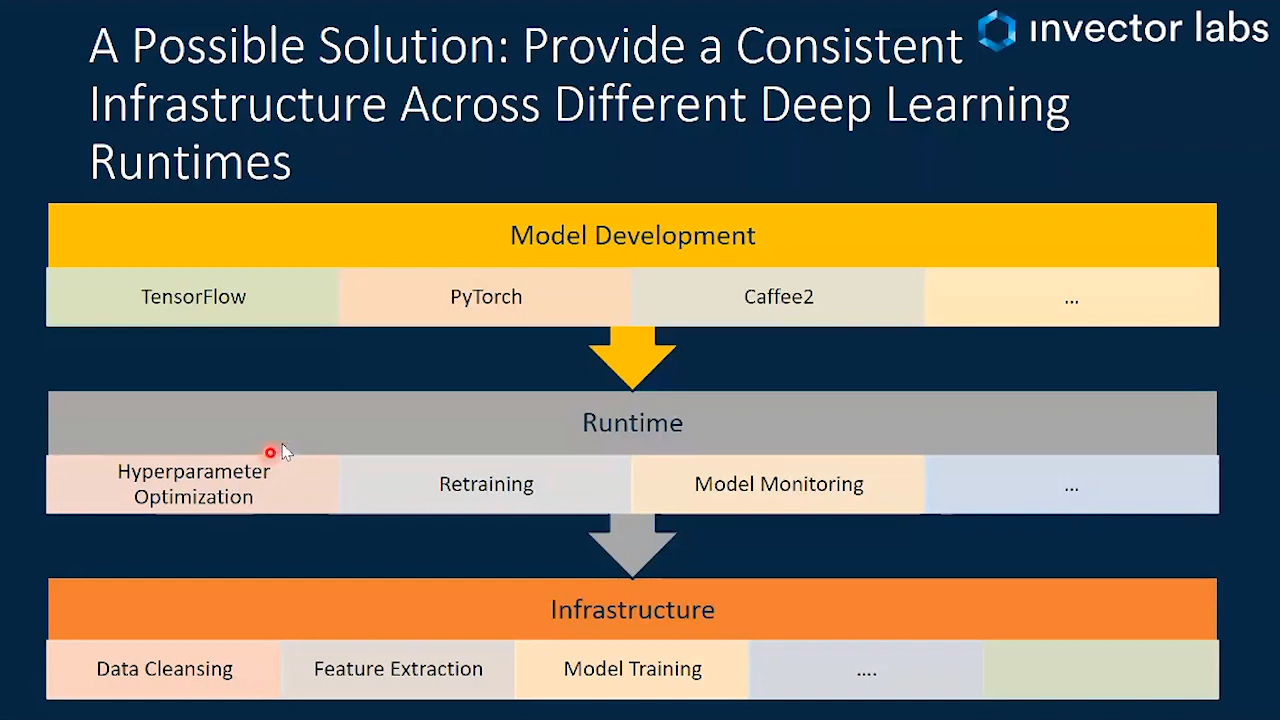 A Possible Solution: Provide a Consistent
Infrastructure Across Different Deep Learning
Runtimes
invector labs
Model Development
TensorFlow
PyTorch
Caffee2
...
Runtime
Hyperparameter
Optimization
Retraining
Model Monitoring
...
Infrastructure
Data Cleansing
Feature Extraction
Model Training
....